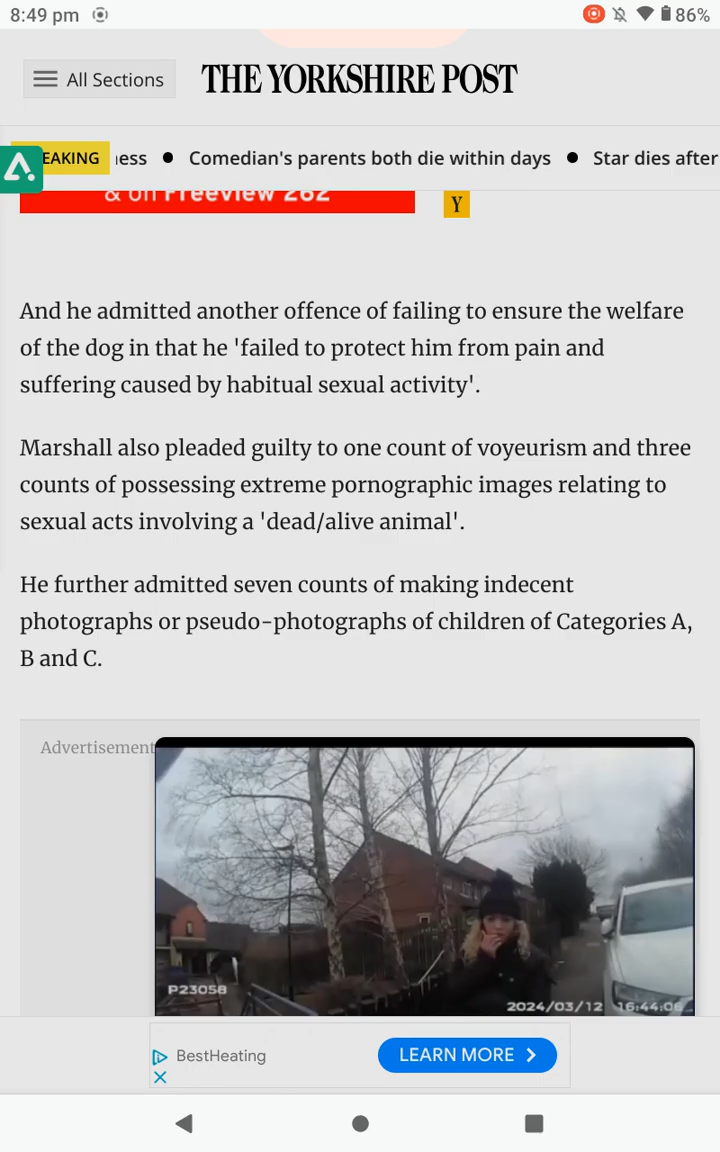 8:49 pm
86%
All Sections
THE YORKSHIRE POST
EAKING
ess ● Comedian's parents both die within days ● Star dies after
& on Freeview 262
Y
And he admitted another offence of failing to ensure the welfare
of the dog in that he 'failed to protect him from pain and
suffering caused by habitual sexual activity'.
Marshall also pleaded guilty to one count of voyeurism and three
counts of possessing extreme pornographic images relating to
sexual acts involving a 'dead/alive animal'.
He further admitted seven counts of making indecent
photographs or pseudo-photographs of children of Categories A,
B and C.
Advertisement
P23058
2024/03/12 16:44:06
BestHeating
LEARN MORE